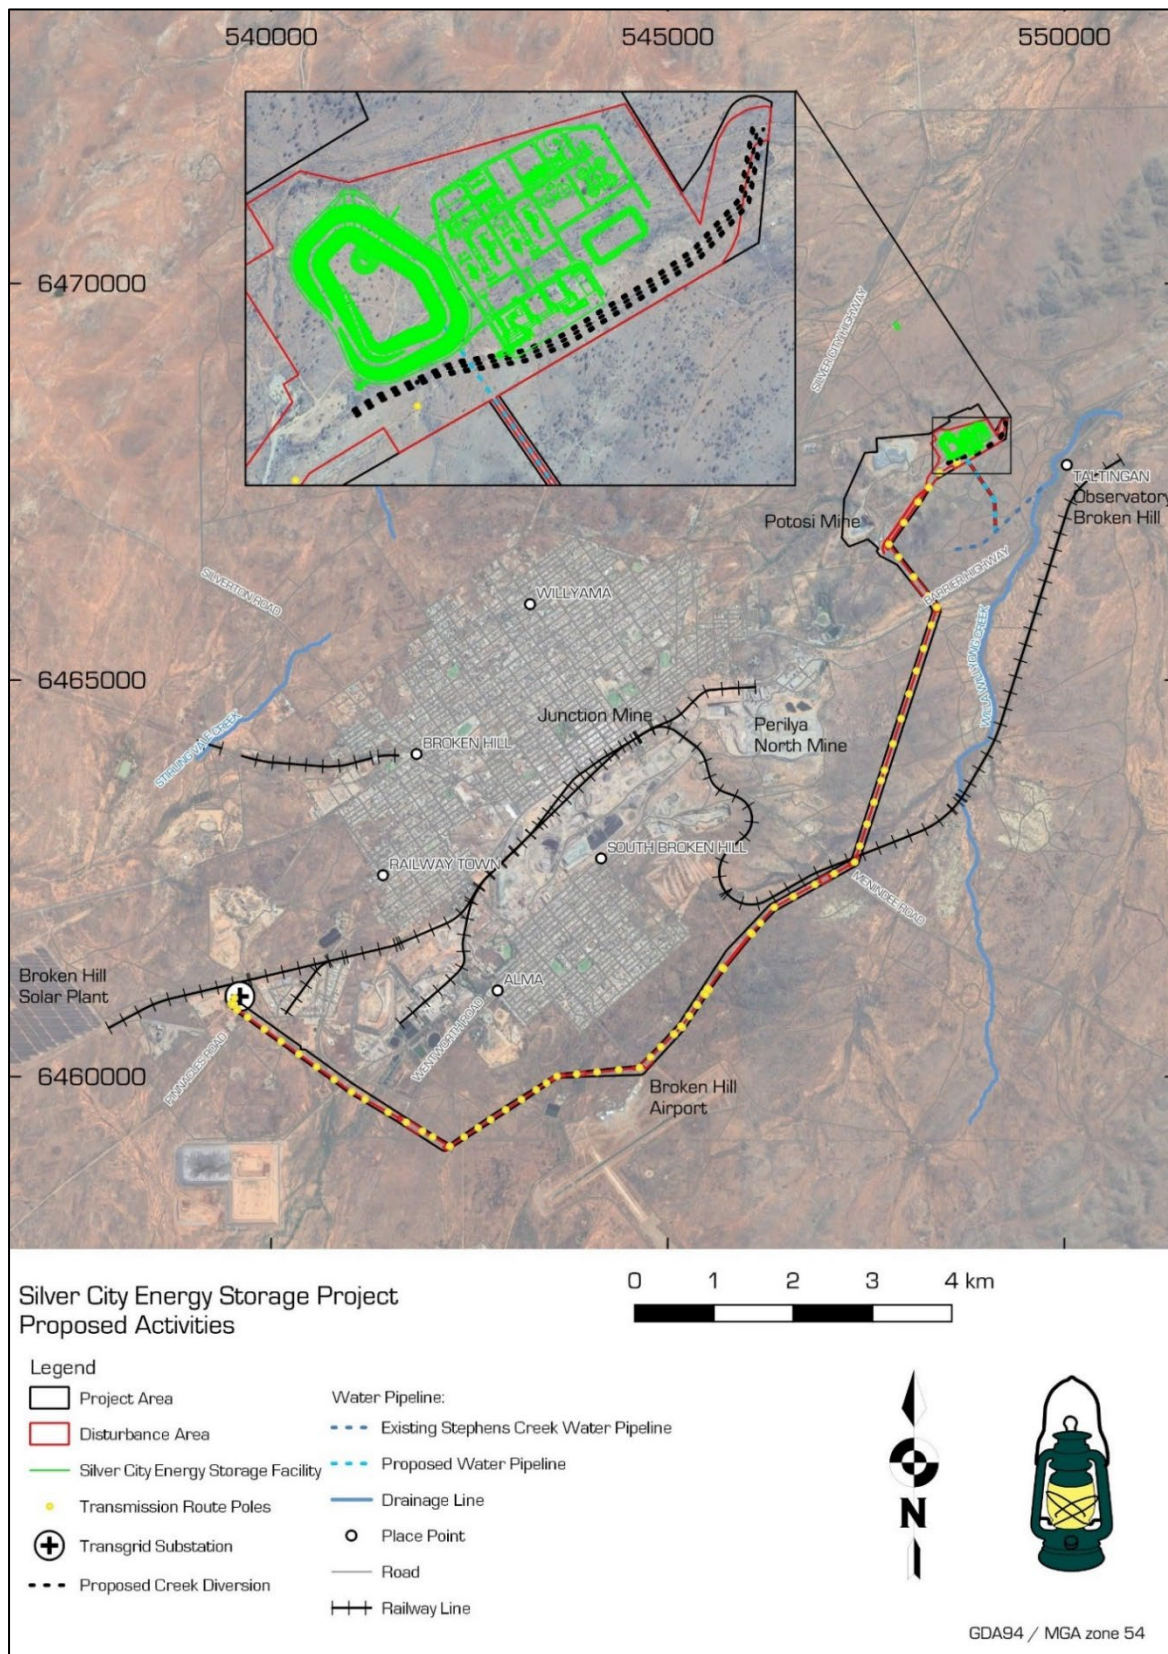 540000
545000
550000
6470000
SILVER CITY HIGHWAY
TALTINGAN
Observatory
Broken Hill
Potosi Mine
BARRIER HIGHWAY
SILVERTON ROAD
WILLYAMA
WILLA WILLYONG CREEK
6465000
Junction Mine
Perilya
North Mine
STIRLING VALE CREEK
BROKEN HILL
SOUTH BROKEN HILL
RAILWAY TOWN
MENINDEE ROAD
Broken Hill
Solar Plant
ALMA
PINNACLES ROAD
WENTWORTH ROAD
6460000
Broken Hill
Airport
Silver City Energy Storage Project
Proposed Activities
0 1 2 3 4 km
Legend
Project Area
Disturbance Area
Silver City Energy Storage Facility
Transmission Route Poles
Transgrid Substation
Proposed Creek Diversion
Water Pipeline:
Existing Stephens Creek Water Pipeline
Proposed Water Pipeline
Drainage Line
Place Point
Road
Railway Line
N
GDA94 / MGA zone 54